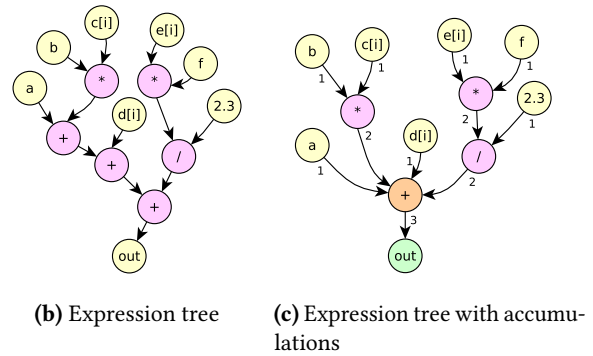 c[i]
e[i]
b
f
*
*
a
2.3
d[i]
+
+
/
+
out
e[i]
f
c[i]
b
1
1
2.3
*
1
1
*
2
1
2
d[i]
a
/
1
1
2
+
3
out
(b) Expression tree
(c) Expression tree with accumu-
lations